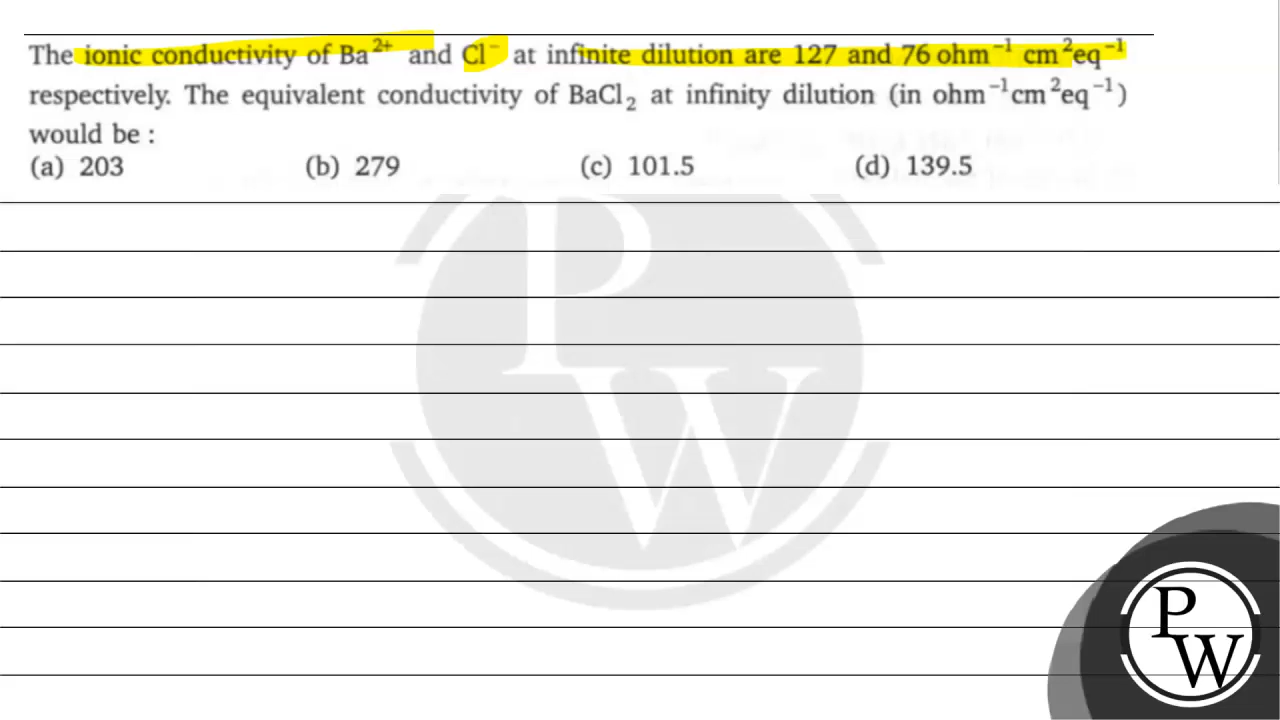 The ionic conductivity of Ba²⁺ and Cl⁻ at infinite dilution are 127 and 76 ohm⁻¹ cm²eq⁻¹
respectively. The equivalent conductivity of BaCl₂ at infinity dilution (in ohm⁻¹cm²eq⁻¹)
would be :
(a) 203 (b) 279 (c) 101.5 (d) 139.5
P
W
P
W